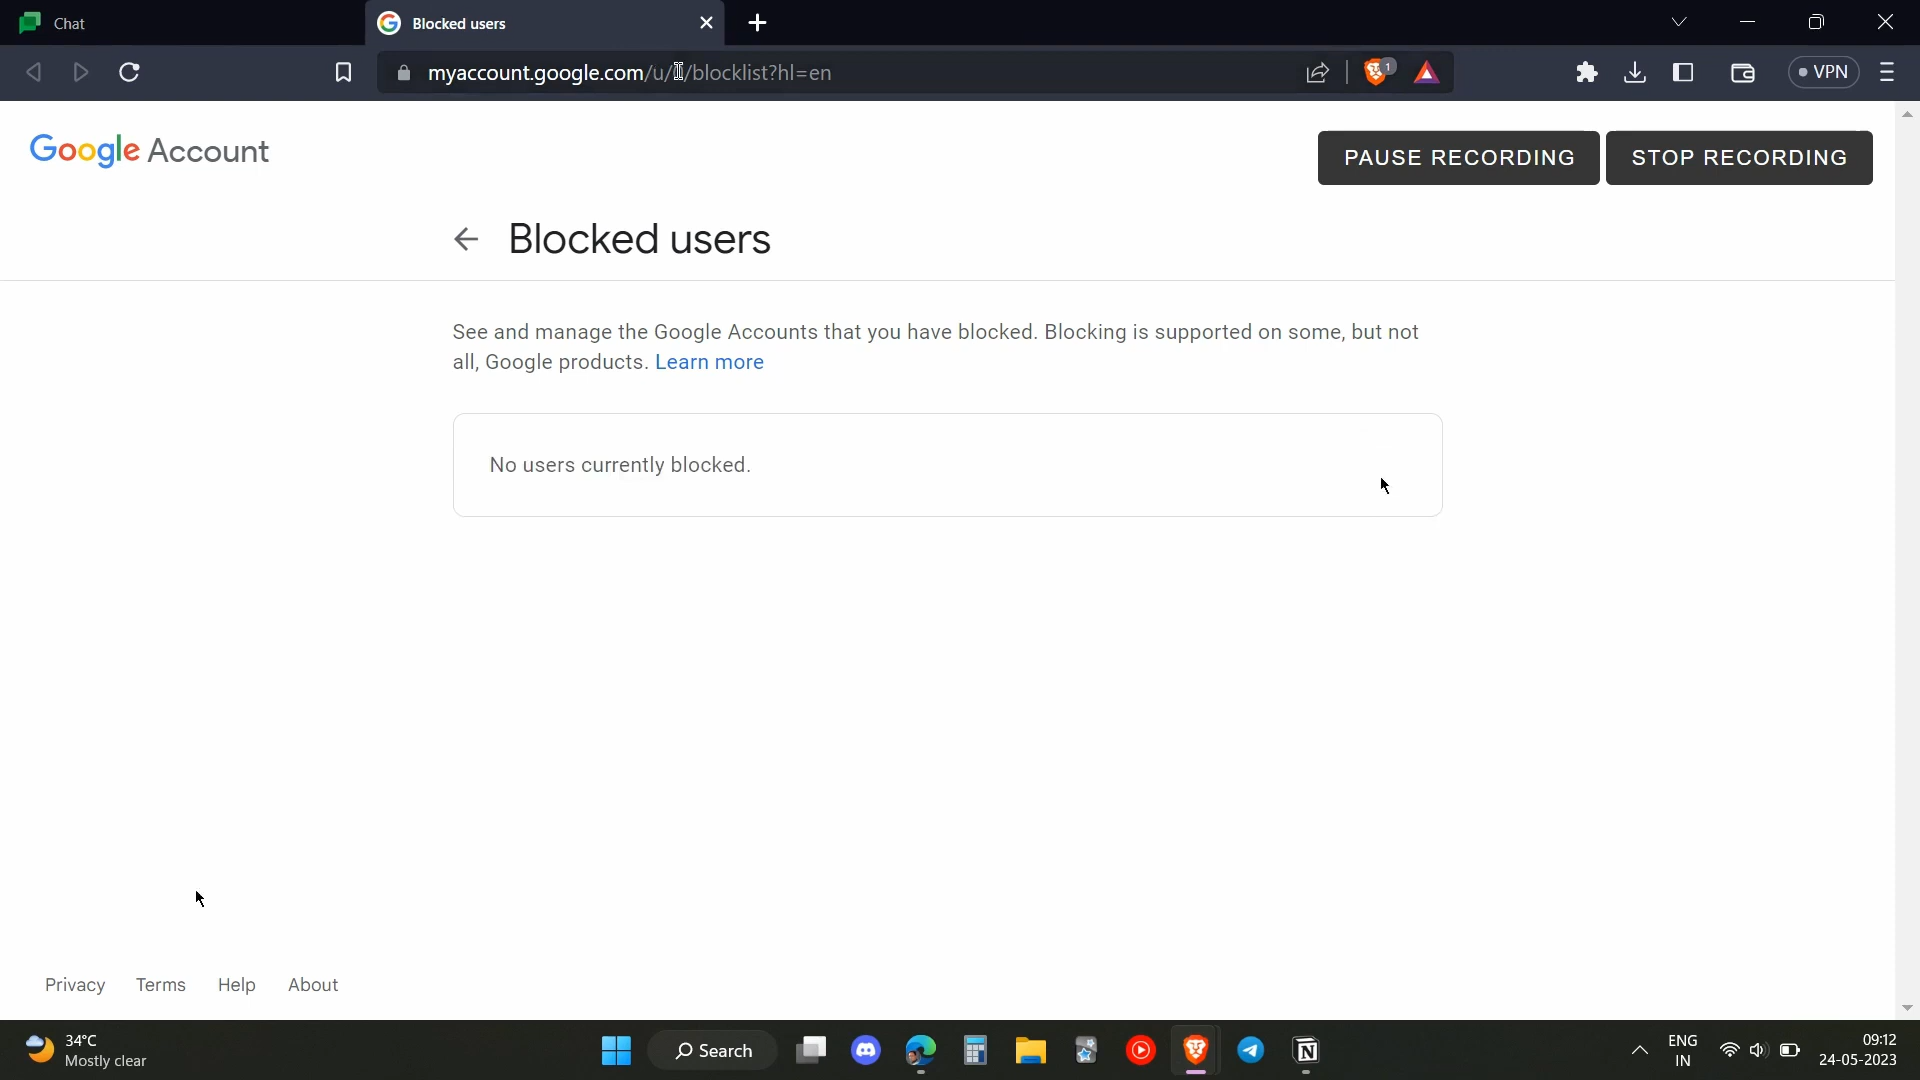 Chat
Blocked users
myaccount.google.com/u/ /blocklist?hl=en
1
VPN
Google Account
PAUSE RECORDING
STOP RECORDING
Blocked users
See and manage the Google Accounts that you have blocked. Blocking is supported on some, but not
all, Google products. Learn more
No users currently blocked.
Privacy
Terms
Help
About
34°C
Mostly clear
Search
ENG
IN
09:12
24-05-2023